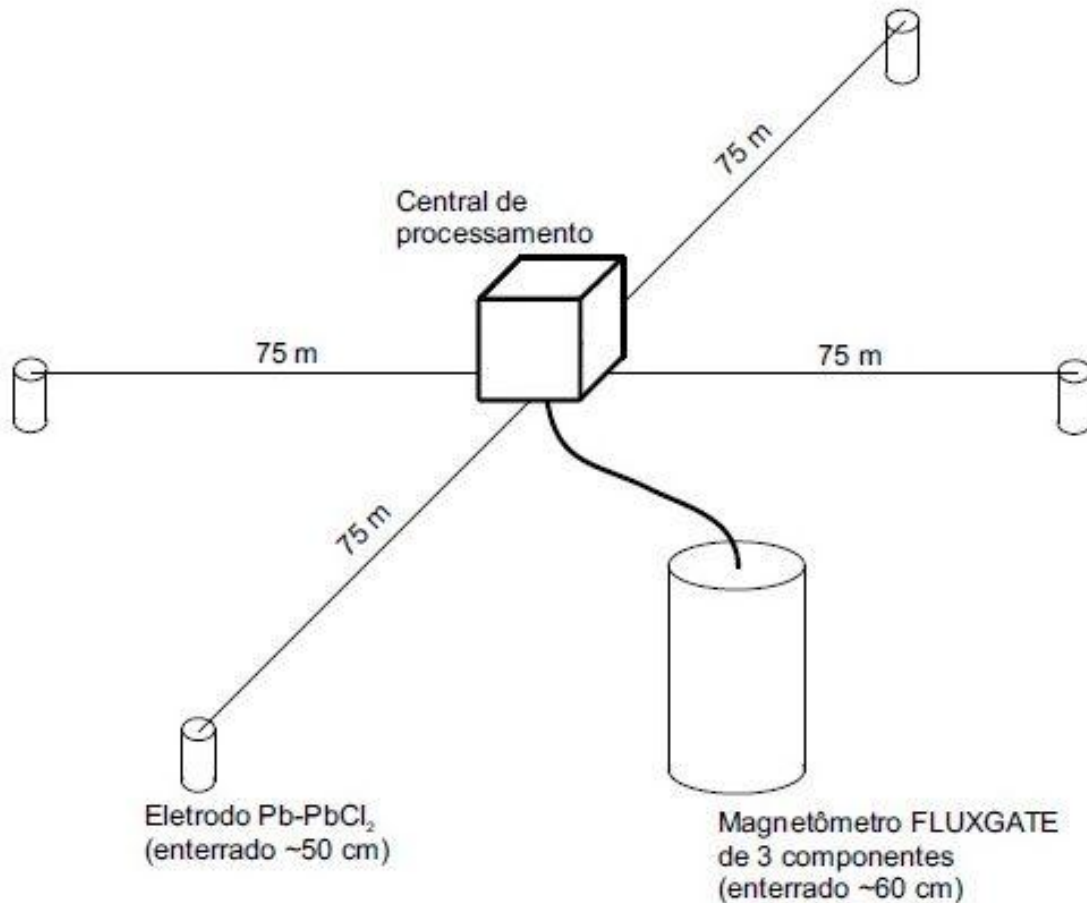 75 m
Central de
processamento
75 m
75 m
75 m
Eletrodo Pb-PbCl₂
(enterrado ~50 cm)
Magnetômetro FLUXGATE
de 3 componentes
(enterrado ~60 cm)